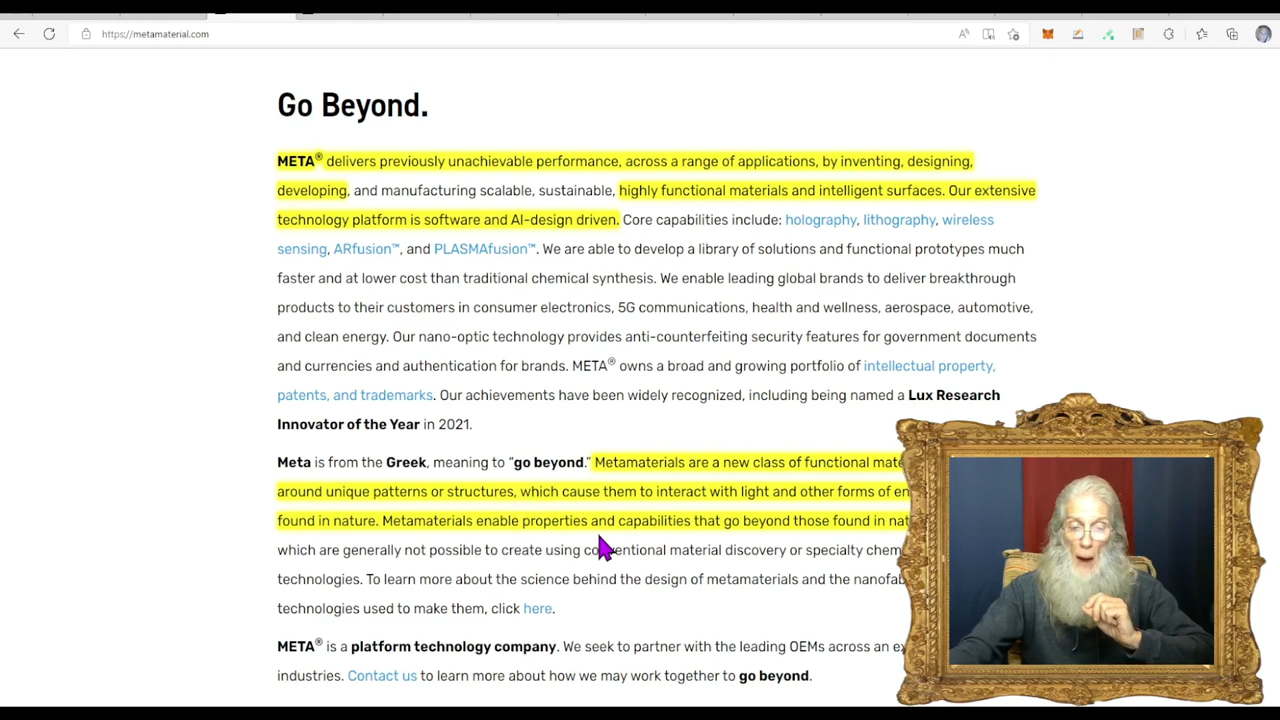 https://metamaterial.com
Go Beyond.
META® delivers previously unachievable performance, across a range of applications, by inventing, designing,
developing, and manufacturing scalable, sustainable, highly functional materials and intelligent surfaces. Our extensive
technology platform is software and AI-design driven. Core capabilities include: holography, lithography, wireless
sensing, ARfusion™, and PLASMAfusion™. We are able to develop a library of solutions and functional prototypes much
faster and at lower cost than traditional chemical synthesis. We enable leading global brands to deliver breakthrough
products to their customers in consumer electronics, 5G communications, health and wellness, aerospace, automotive,
and clean energy. Our nano-optic technology provides anti-counterfeiting security features for government documents
and currencies and authentication for brands. META® owns a broad and growing portfolio of intellectual property,
patents, and trademarks. Our achievements have been widely recognized, including being named a Lux Research
Innovator of the Year in 2021.
Meta is from the Greek, meaning to “go beyond.” Metamaterials are a new class of functional mate
around unique patterns or structures, which cause them to interact with light and other forms of en
found in nature. Metamaterials enable properties and capabilities that go beyond those found in nat
which are generally not possible to create using conventional material discovery or specialty chem
technologies. To learn more about the science behind the design of metamaterials and the nanofab
technologies used to make them, click here.
META® is a platform technology company. We seek to partner with the leading OEMs across an ex
industries. Contact us to learn more about how we may work together to go beyond.